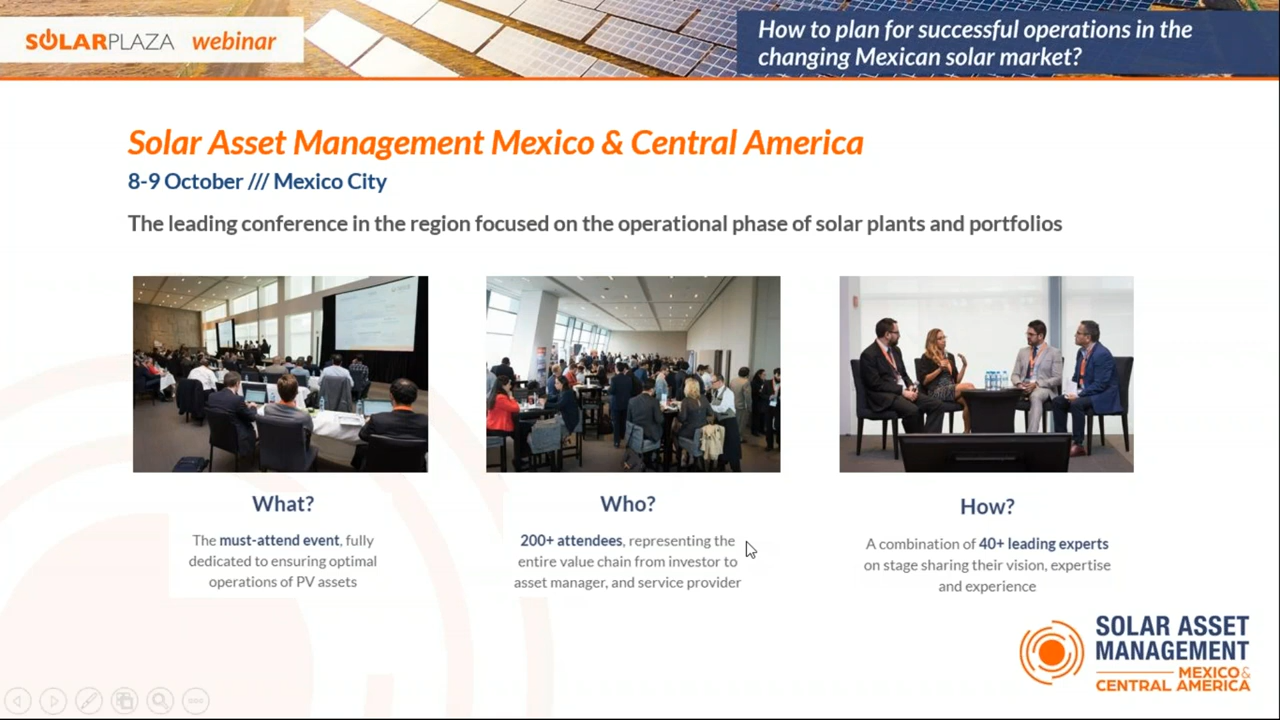 SOLARPLAZA webinar
How to plan for successful operations in the
changing Mexican solar market?
Solar Asset Management Mexico & Central America
8-9 October /// Mexico City
The leading conference in the region focused on the operational phase of solar plants and portfolios
What?
The must-attend event, fully
dedicated to ensuring optimal
operations of PV assets
Who?
200+ attendees, representing the
entire value chain from investor to
asset manager, and service provider
How?
A combination of 40+ leading experts
on stage sharing their vision, expertise
and experience
SOLAR ASSET
MANAGEMENT
MEXICO &
CENTRAL AMERICA